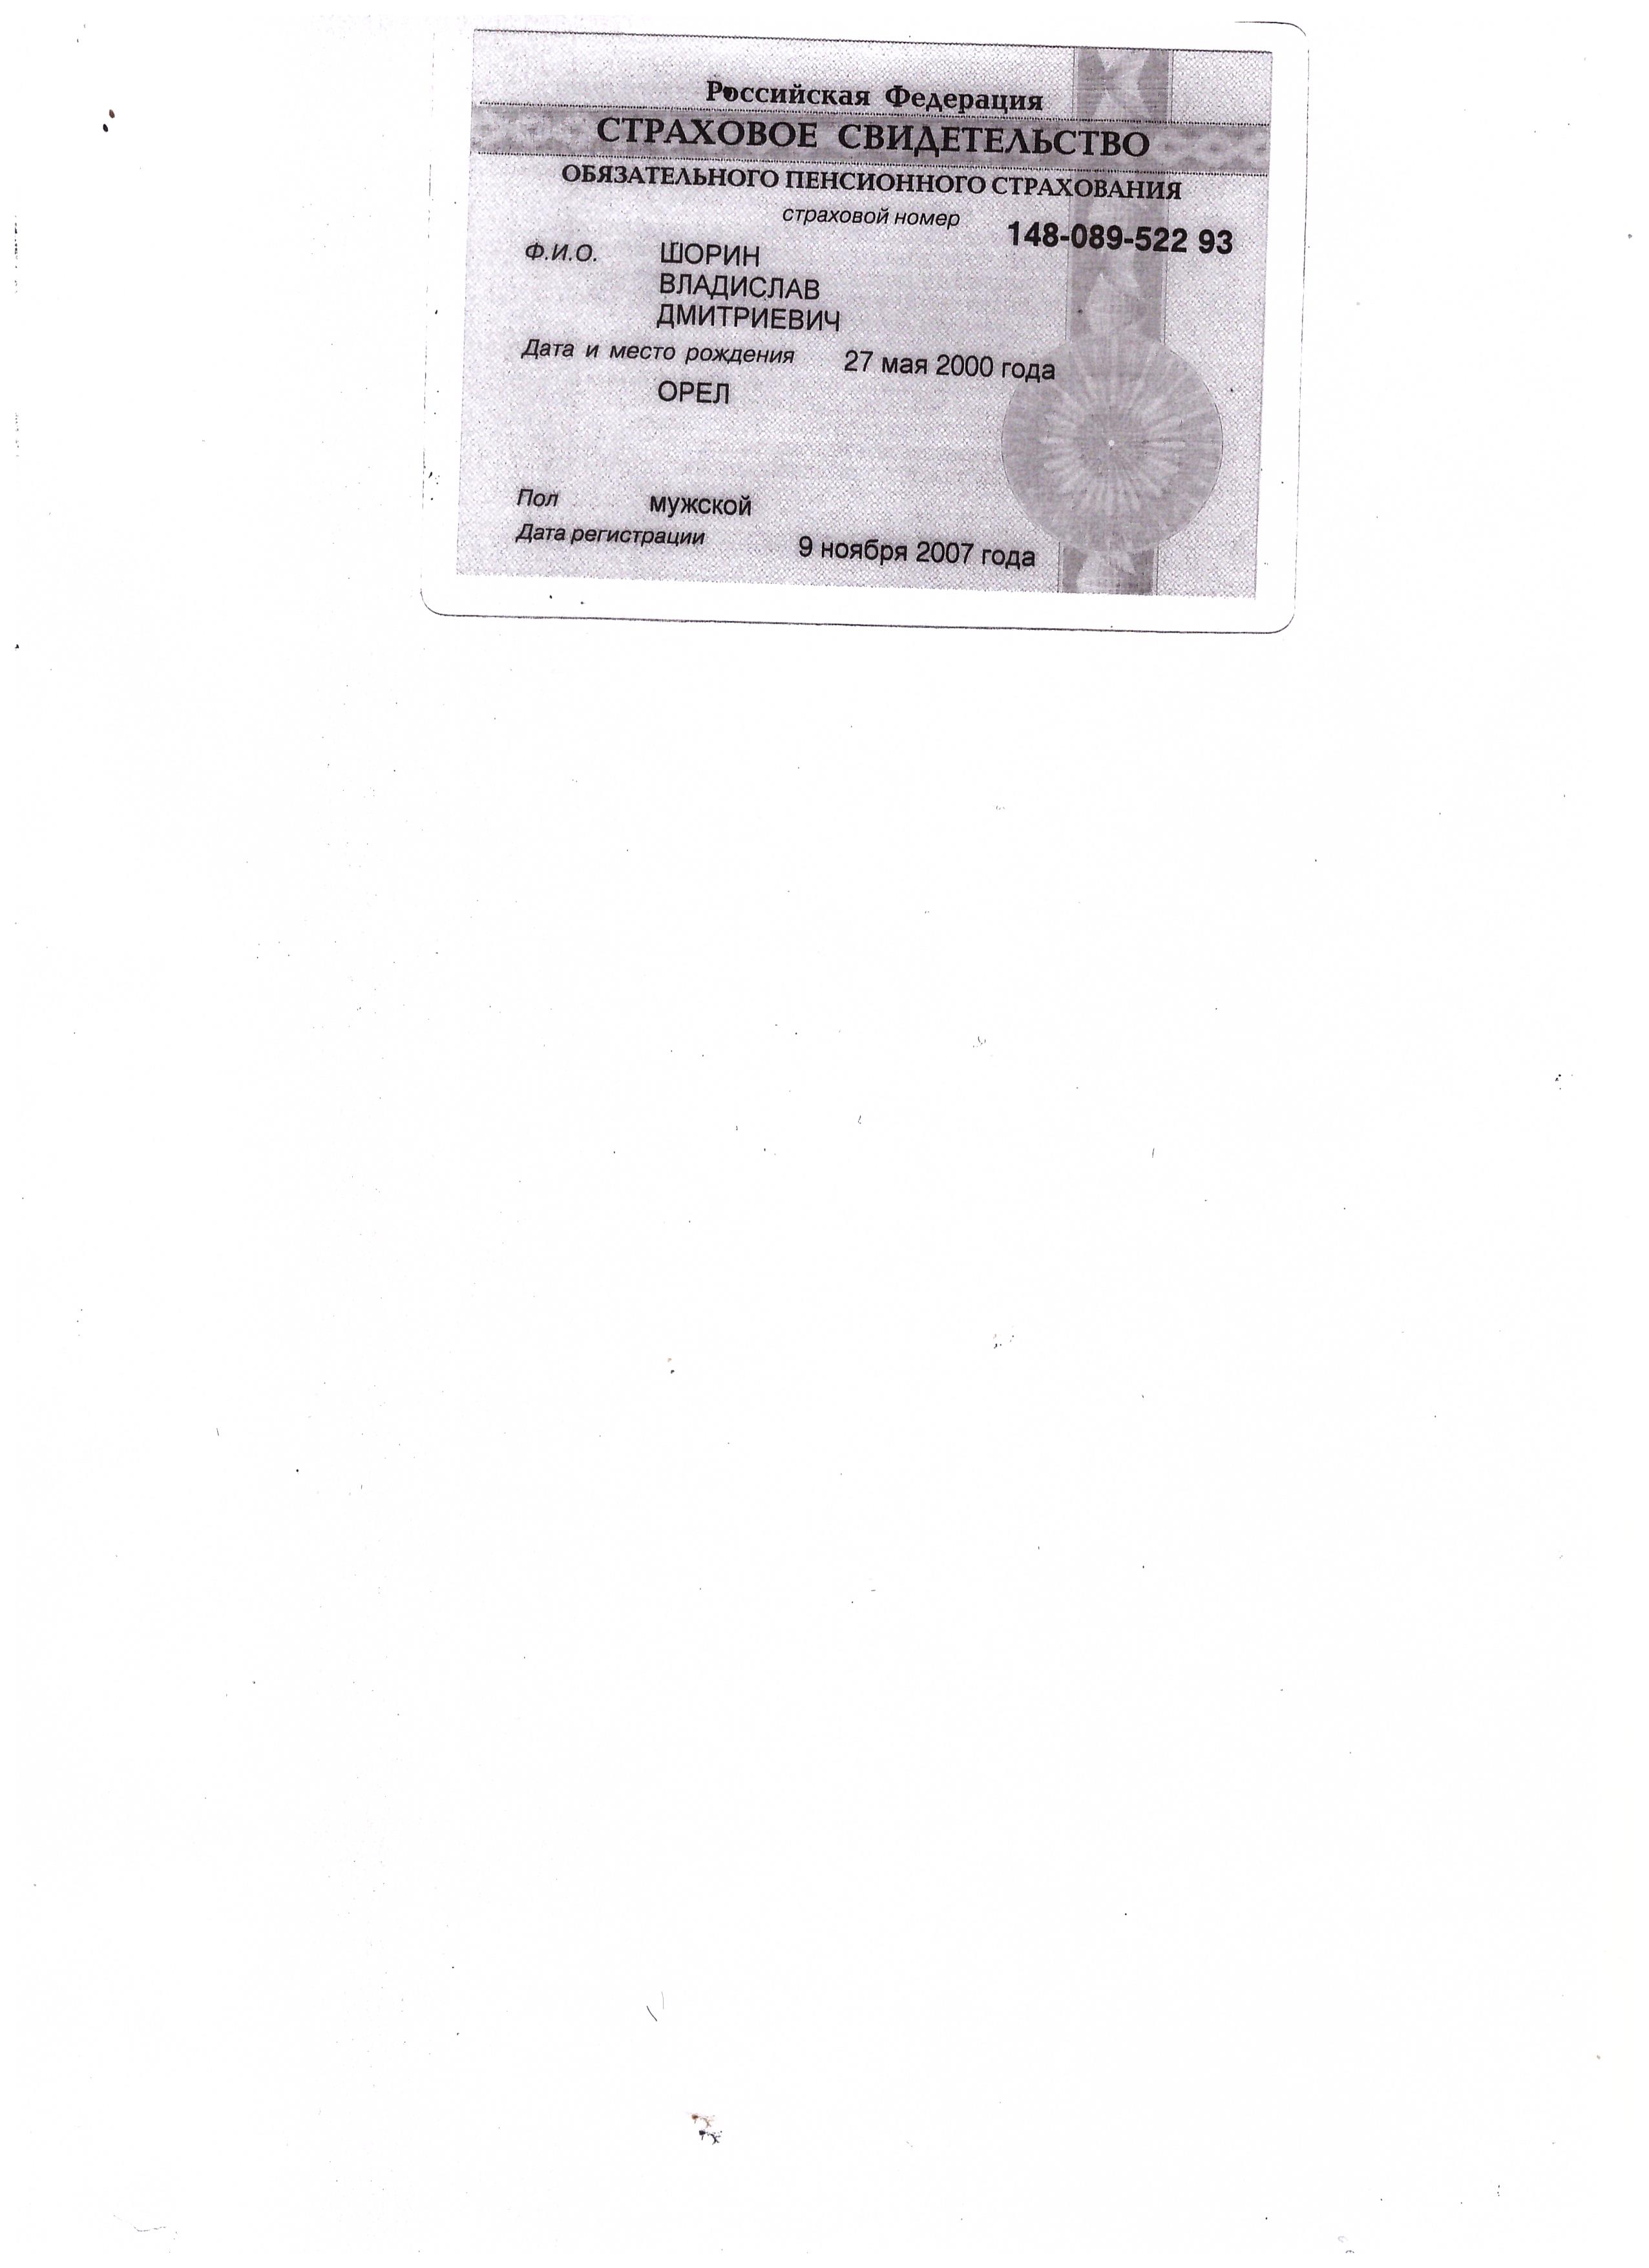 Российская Федерация
СТРАХОВОЕ СВИДЕТЕЛЬСТВО
ОБЯЗАТЕЛЬНОГО ПЕНСИОННОГО СТРАХОВАНИЯ
страховой номер 148-089-522 93
Ф.И.О. ШОРИН
ВЛАДИСЛАВ
ДМИТРИЕВИЧ
Дата и место рождения 27 мая 2000 года
ОРЕЛ
Пол мужской
Дата регистрации 9 ноября 2007 года